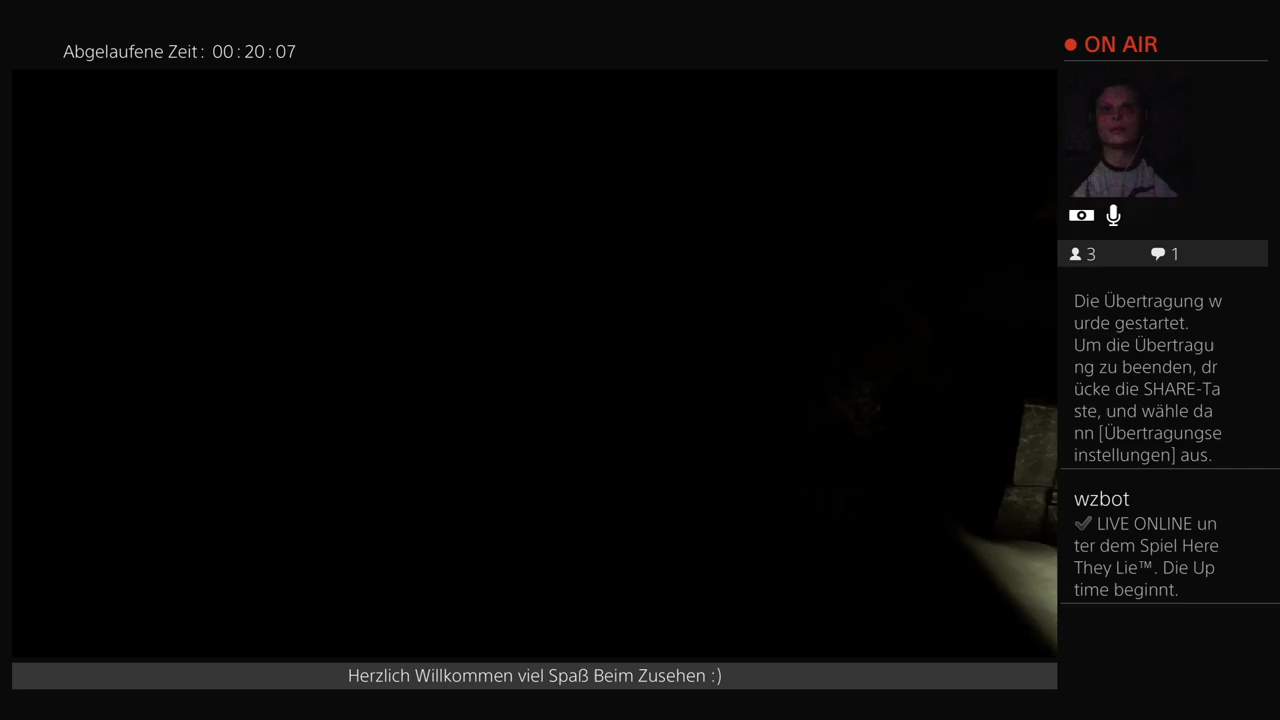 Abgelaufene Zeit: 00:20:07
ON AIR
3 1
Die Übertragung w
urde gestartet.
Um die Übertragu
ng zu beenden, dr
ücke die SHARE-Ta
ste, und wähle da
nn [Übertragungse
instellungen] aus.
wzbot
✔ LIVE ONLINE un
ter dem Spiel Here
They Lie™. Die Up
time beginnt.
Herzlich Willkommen viel Spaß Beim Zusehen :)